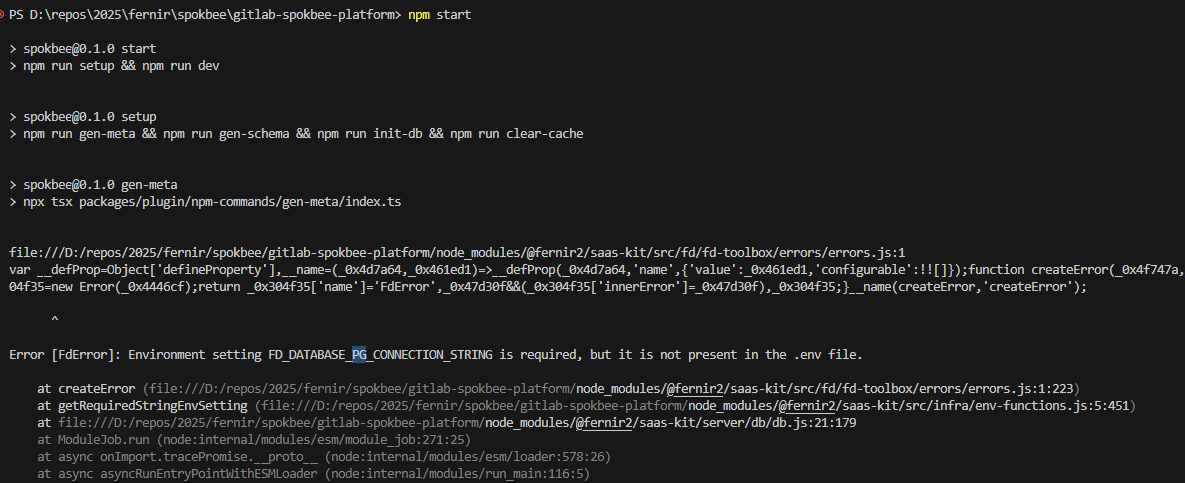 PS D:\repos\2025\fernir\spokbee\gitlab-spokbee-platform> npm start
> spokbee@0.1.0 start
> npm run setup && npm run dev
> spokbee@0.1.0 setup
> npm run gen-meta && npm run gen-schema && npm run init-db && npm run clear-cache
> spokbee@0.1.0 gen-meta
> npx tsx packages/plugin/npm-commands/gen-meta/index.ts
file:///D:/repos/2025/fernir/spokbee/gitlab-spokbee-platform/node_modules/@fernir2/saas-kit/src/fd/fd-toolbox/errors/errors.js:1
var __defProp=Object['defineProperty'],__name=(_0x4d7a64,_0x461ed1)=>__defProp(_0x4d7a64,'name',{'value':_0x461ed1,'configurable':!![]});function createError(_0x4f747a,
04f35=new Error(_0x4446cf);return _0x304f35['name']='FdError',_0x47d30f&&(_0x304f35['innerError']=_0x47d30f),_0x304f35;}__name(createError,'createError');
^
Error [FdError]: Environment setting FD_DATABASE_PG_CONNECTION_STRING is required, but it is not present in the .env file.
at createError (file:///D:/repos/2025/fernir/spokbee/gitlab-spokbee-platform/node_modules/@fernir2/saas-kit/src/fd/fd-toolbox/errors/errors.js:1:223)
at getRequiredStringEnvSetting (file:///D:/repos/2025/fernir/spokbee/gitlab-spokbee-platform/node_modules/@fernir2/saas-kit/src/infra/env-functions.js:5:451)
at file:///D:/repos/2025/fernir/spokbee/gitlab-spokbee-platform/node_modules/@fernir2/saas-kit/server/db/db.js:21:179
at ModuleJob.run (node:internal/modules/esm/module_job:271:25)
at async onImport.tracePromise.__proto__ (node:internal/modules/esm/loader:578:26)
at async asyncRunEntryPointWithESMLoader (node:internal/modules/run_main:116:5)